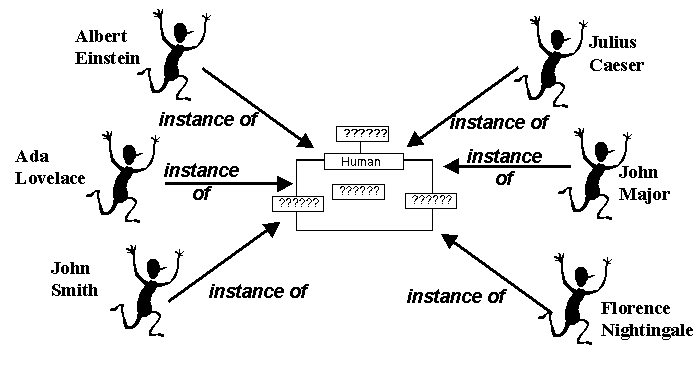 Albert
Einstein
Julius
Caeser
instance of
instance of
??????
Human
Ada
Lovelace
instance
of
??????
??????
??????
instance
of
John
Major
John
Smith
instance of
instance of
Florence
Nightingale